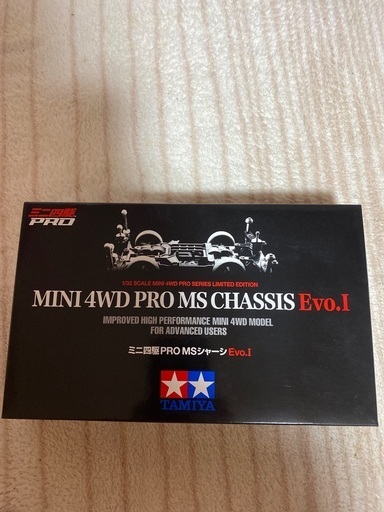 ミニ四駆
PRO
1/32 SCALE MINI 4WD PRO SERIES LIMITED EDITION
MINI 4WD PRO MS CHASSIS Evo.I
IMPROVED HIGH PERFORMANCE MINI 4WD MODEL
FOR ADVANCED USERS
ミニ四駆PRO MSシャーシ Evo.I
TAMIYA